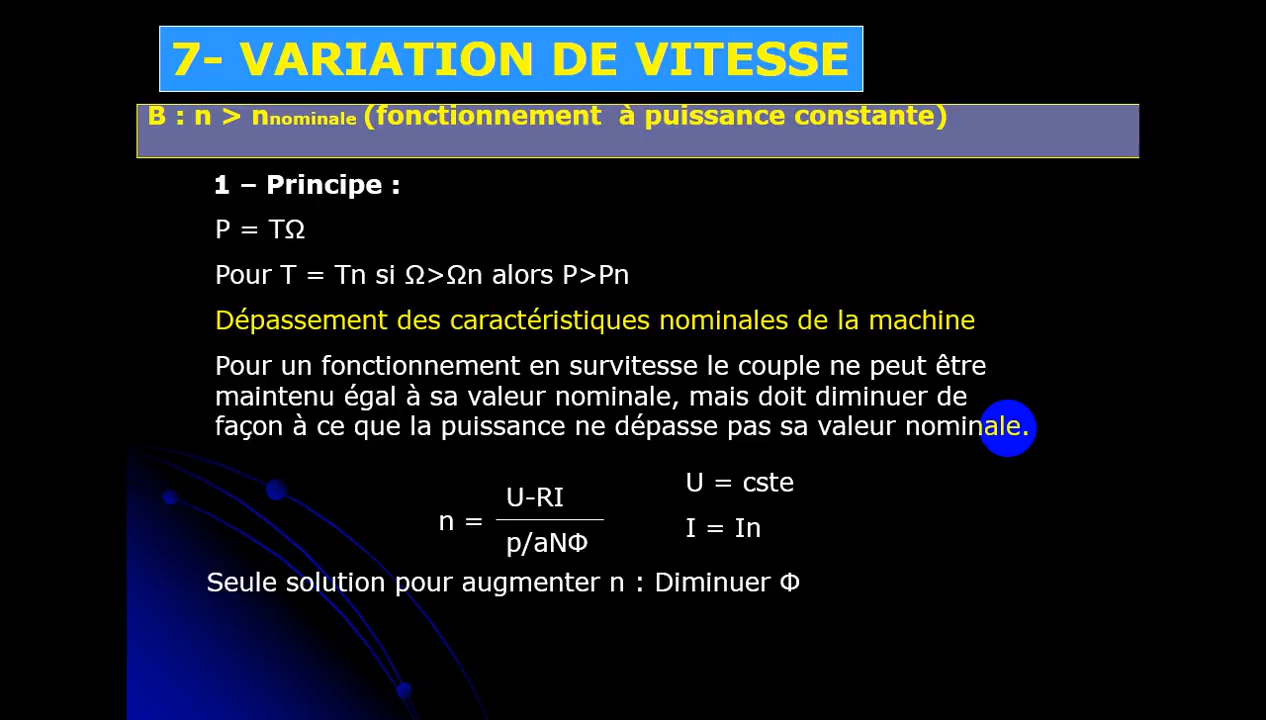 7- VARIATION DE VITESSE
B : n > nnominale (fonctionnement à puissance constante)
1 – Principe :
P = TΩ
Pour T = Tn si Ω>Ωn alors P>Pn
Dépassement des caractéristiques nominales de la machine
Pour un fonctionnement en survitesse le couple ne peut être
maintenu égal à sa valeur nominale, mais doit diminuer de
façon à ce que la puissance ne dépasse pas sa valeur nominale.
U-RI
n =
p/aNΦ
U = cste
I = In
Seule solution pour augmenter n : Diminuer Φ